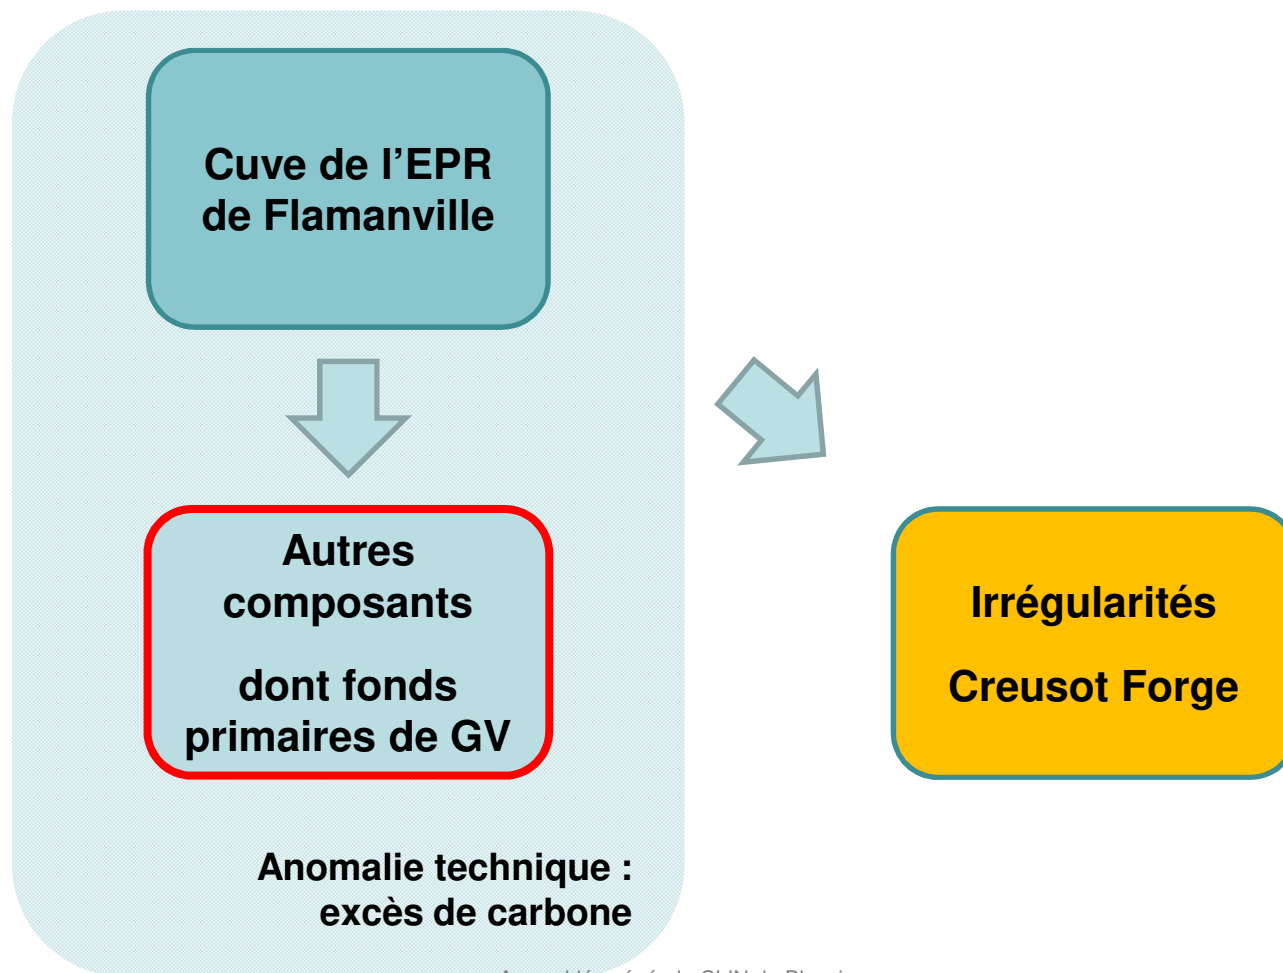 Cuve de l’EPR
de Flamanville
Autres
composants
dont fonds
primaires de GV
Irrégularités
Creusot Forge
Anomalie technique :
excès de carbone